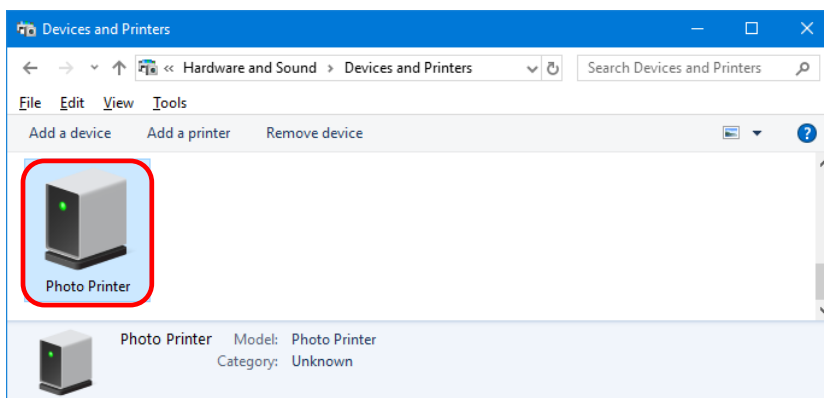 Devices and Printers
« Hardware and Sound > Devices and Printers Search Devices and Printers
File Edit View Tools
Add a device Add a printer Remove device ?
Photo Printer
Photo Printer Model: Photo Printer
Category: Unknown